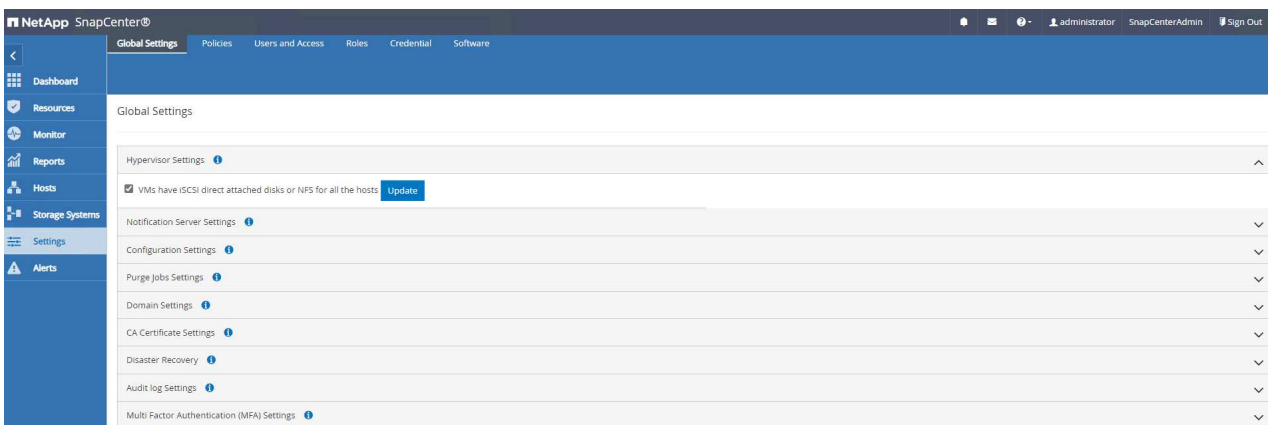 NetApp SnapCenter®
administrator SnapCenterAdmin Sign Out
Global Settings Policies Users and Access Roles Credential Software
Dashboard
Resources
Monitor
Reports
Hosts
Storage Systems
Settings
Alerts
Global Settings
Hypervisor Settings
VMs have iSCSI direct attached disks or NFS for all the hosts Update
Notification Server Settings
Configuration Settings
Purge Jobs Settings
Domain Settings
CA Certificate Settings
Disaster Recovery
Audit log Settings
Multi Factor Authentication (MFA) Settings